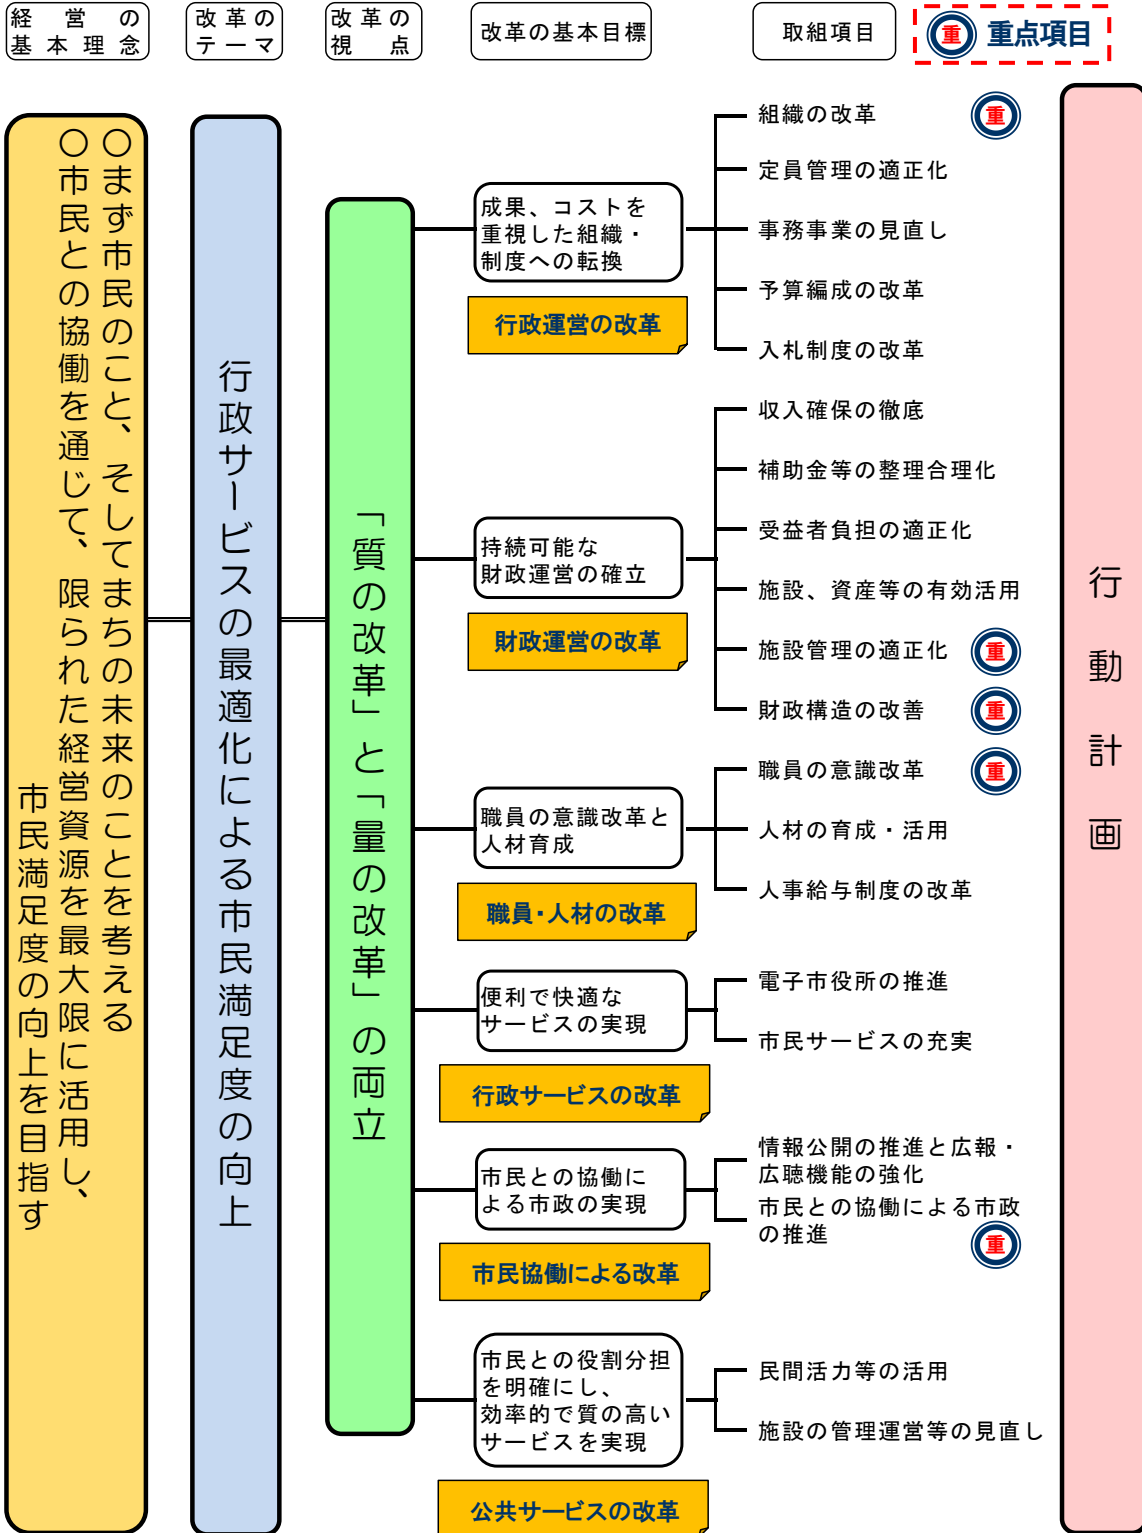 経営の
基本理念
改革の
テーマ
改革の
視点
改革の基本目標
取組項目
重
重点項目
○まず市民のこと、そしてまちの未来のことを考える
○市民との協働を通じて、限られた経営資源を最大限に活用し、
市民満足度の向上を目指す
行政サービスの最適化による市民満足度の向上
「質の改革」と「量の改革」の両立
成果、コストを
重視した組織・
制度への転換
行政運営の改革
組織の改革
重
定員管理の適正化
事務事業の見直し
予算編成の改革
入札制度の改革
持続可能な
財政運営の確立
財政運営の改革
収入確保の徹底
補助金等の整理合理化
受益者負担の適正化
施設、資産等の有効活用
施設管理の適正化
重
財政構造の改善
重
職員の意識改革と
人材育成
職員・人材の改革
職員の意識改革
重
人材の育成・活用
人事給与制度の改革
便利で快適な
サービスの実現
行政サービスの改革
電子市役所の推進
市民サービスの充実
市民との協働に
よる市政の実現
市民協働による改革
情報公開の推進と広報・
広聴機能の強化
市民との協働による市政
の推進
重
市民との役割分担
を明確にし、
効率的で質の高い
サービスを実現
公共サービスの改革
民間活力等の活用
施設の管理運営等の見直し
行動計画